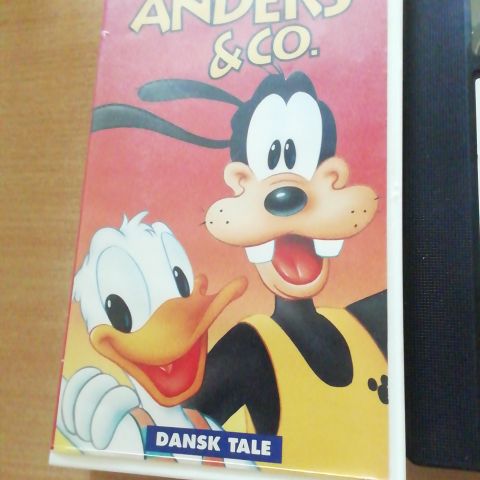 ANDERS
& CO.
DANSK TALE